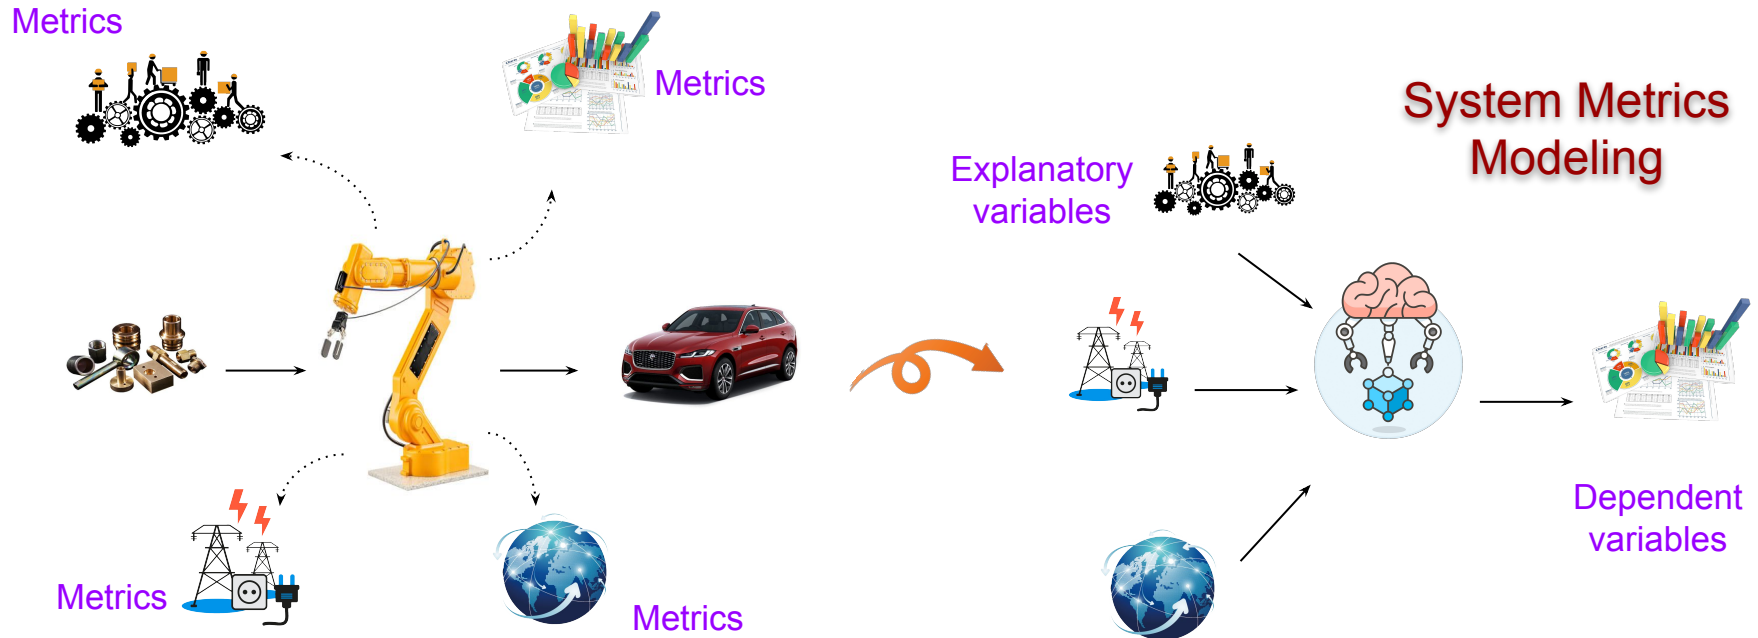 Metrics
Metrics
System Metrics
Modeling
Explanatory
variables
Dependent
variables
Metrics
Metrics